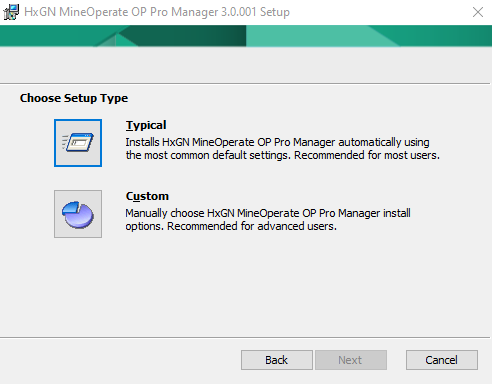 HxGN MineOperate OP Pro Manager 3.0.001 Setup
Choose Setup Type
Typical
Installs HxGN MineOperate OP Pro Manager automatically using
the most common default settings. Recommended for most users.
Custom
Manually choose HxGN MineOperate OP Pro Manager install
options. Recommended for advanced users.
Back Next Cancel